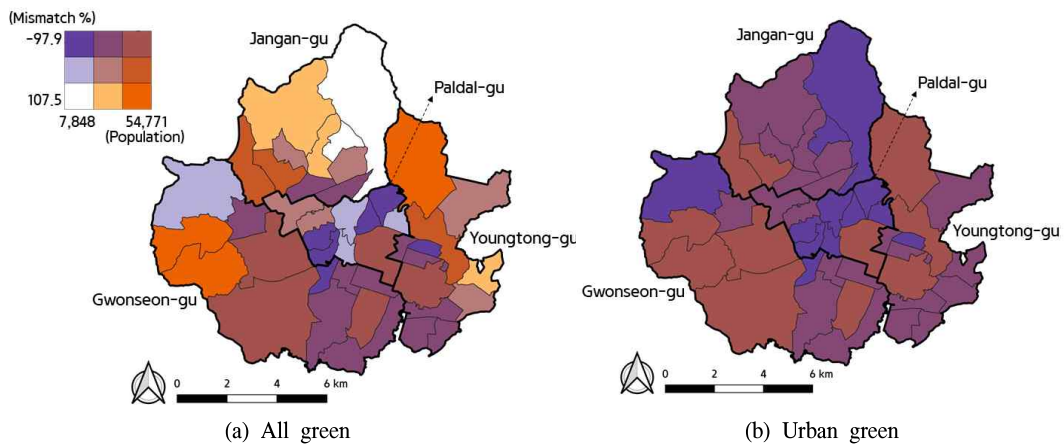 (Mismatch %)
-97.9
107.5
7,848 54,771
(Population)
Jangan-gu
Paldal-gu
Youngtong-gu
Gwonseon-gu
0 2 4 6 km
(a) All green
Jangan-gu
Paldal-gu
Youngtong-gu
Gwonseon-gu
0 2 4 6 km
(b) Urban green